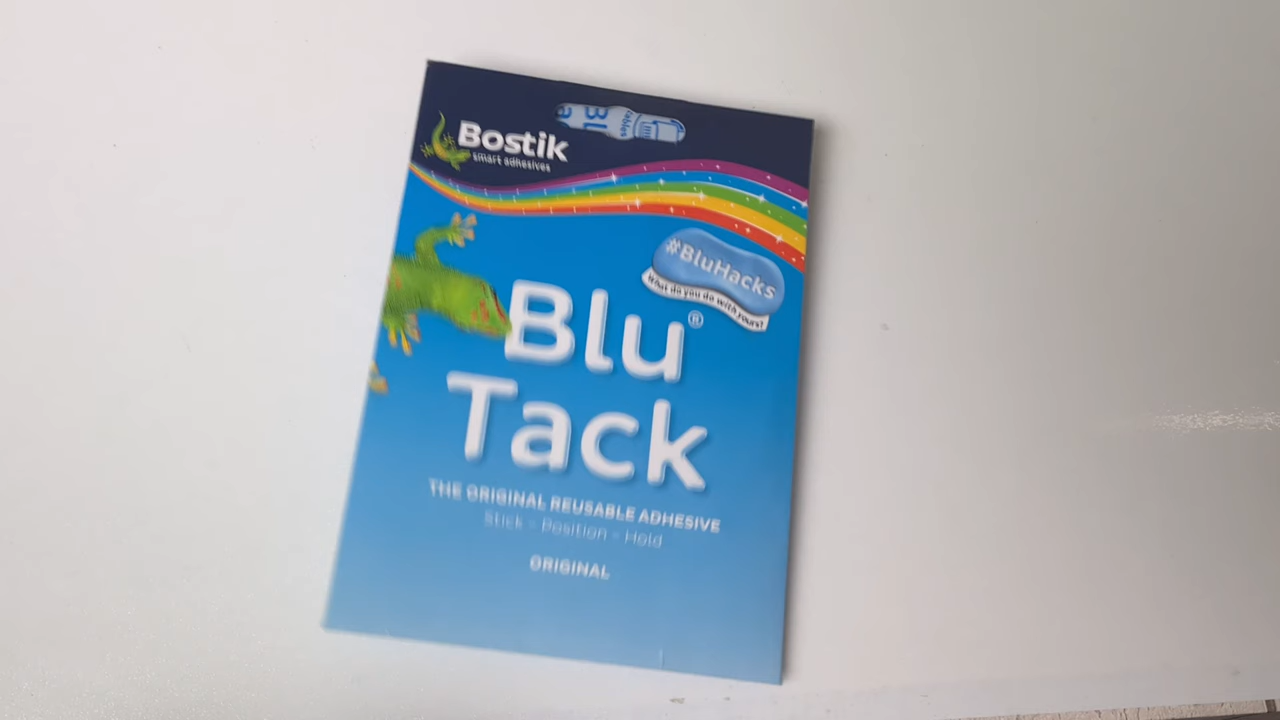 Bostik
smart adhesives
#BluHacks
What do you do with yours?
Blu®
Tack
THE ORIGINAL REUSABLE ADHESIVE
Stick - Position - Hold
ORIGINAL